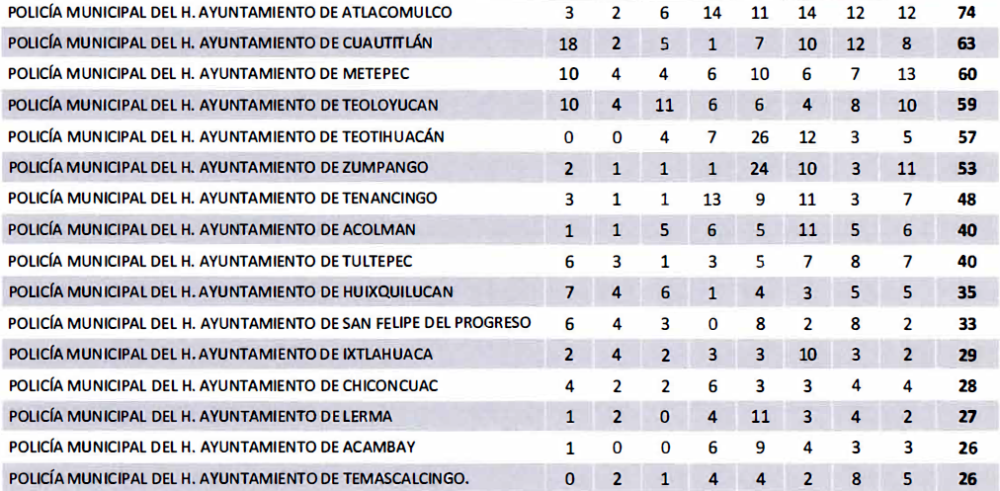 POLICÍA MUNICIPAL DEL H. AYUNTAMIENTO DE ATLACOMULCO 3 2 6 14 11 14 12 12 74
POLICÍA MUNICIPAL DEL H. AYUNTAMIENTO DE CUAUTITLÁN 18 2 5 1 7 10 12 8 63
POLICÍA MUNICIPAL DEL H. AYUNTAMIENTO DE METEPEC 10 4 4 6 10 6 7 13 60
POLICÍA MUNICIPAL DEL H. AYUNTAMIENTO DE TEOLOYUCAN 10 4 11 6 6 4 8 10 59
POLICÍA MUNICIPAL DEL H. AYUNTAMIENTO DE TEOTIHUACÁN 0 0 4 7 26 12 3 5 57
POLICÍA MUNICIPAL DEL H. AYUNTAMIENTO DE ZUMPANGO 2 1 1 1 24 10 3 11 53
POLICÍA MUNICIPAL DEL H. AYUNTAMIENTO DE TENANCINGO 3 1 1 13 9 11 3 7 48
POLICÍA MUNICIPAL DEL H. AYUNTAMIENTO DE ACOLMAN 1 1 5 6 5 11 5 6 40
POLICÍA MUNICIPAL DEL H. AYUNTAMIENTO DE TULTEPEC 6 3 1 3 5 7 8 7 40
POLICÍA MUNICIPAL DEL H. AYUNTAMIENTO DE HUIXQUILUCAN 7 4 6 1 4 3 5 5 35
POLICÍA MUNICIPAL DEL H. AYUNTAMIENTO DE SAN FELIPE DEL PROGRESO 6 4 3 0 8 2 8 2 33
POLICÍA MUNICIPAL DEL H. AYUNTAMIENTO DE IXTLAHUACA 2 4 2 3 3 10 3 2 29
POLICÍA MUNICIPAL DEL H. AYUNTAMIENTO DE CHICONCUAC 4 2 2 6 3 3 4 4 28
POLICÍA MUNICIPAL DEL H. AYUNTAMIENTO DE LERMA 1 2 0 4 11 3 4 2 27
POLICÍA MUNICIPAL DEL H. AYUNTAMIENTO DE ACAMBAY 1 0 0 6 9 4 3 3 26
POLICÍA MUNICIPAL DEL H. AYUNTAMIENTO DE TEMASCALCINGO. 0 2 1 4 4 2 8 5 26